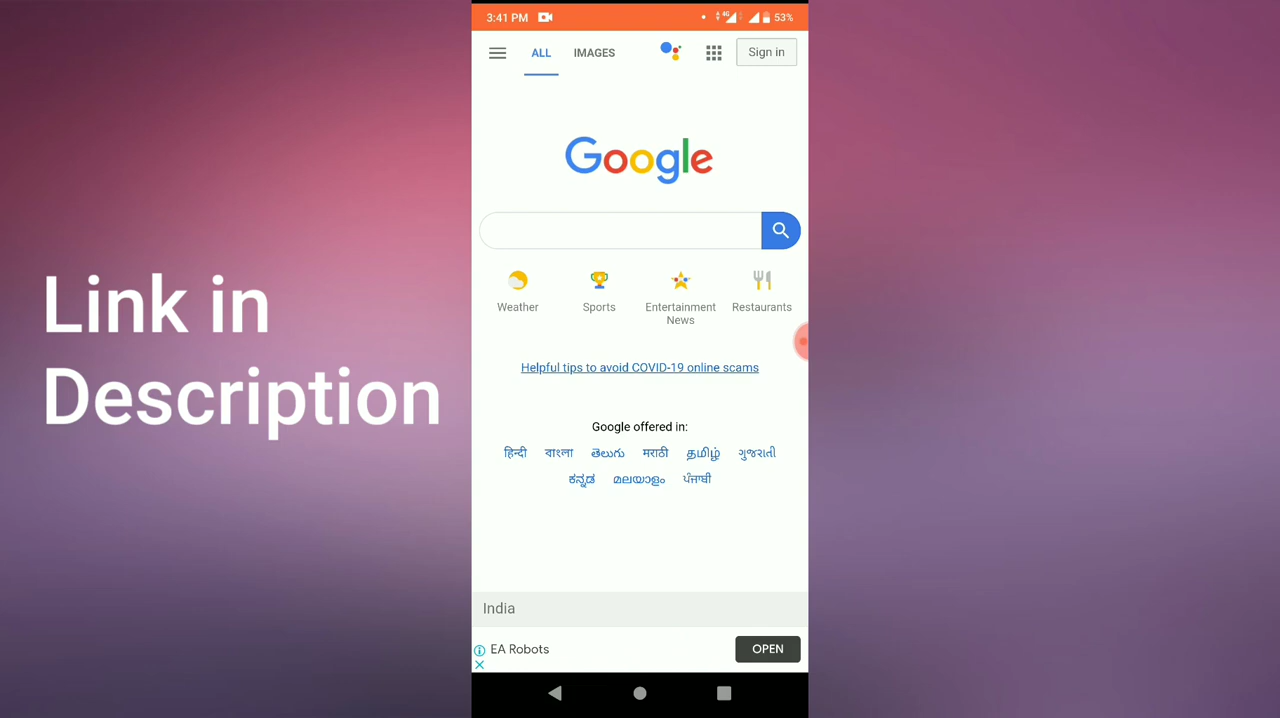 Link in
Description
3:41 PM
4G
53%
ALL
IMAGES
Sign in
Google
Weather
Sports
Entertainment
News
Restaurants
Helpful tips to avoid COVID-19 online scams
Google offered in:
हिन्दी বাংলা తెలుగు मराठी தமிழ் ગુજરાતી
ಕನ್ನಡ മലയാളം ਪੰਜਾਬੀ
India
EA Robots
OPEN